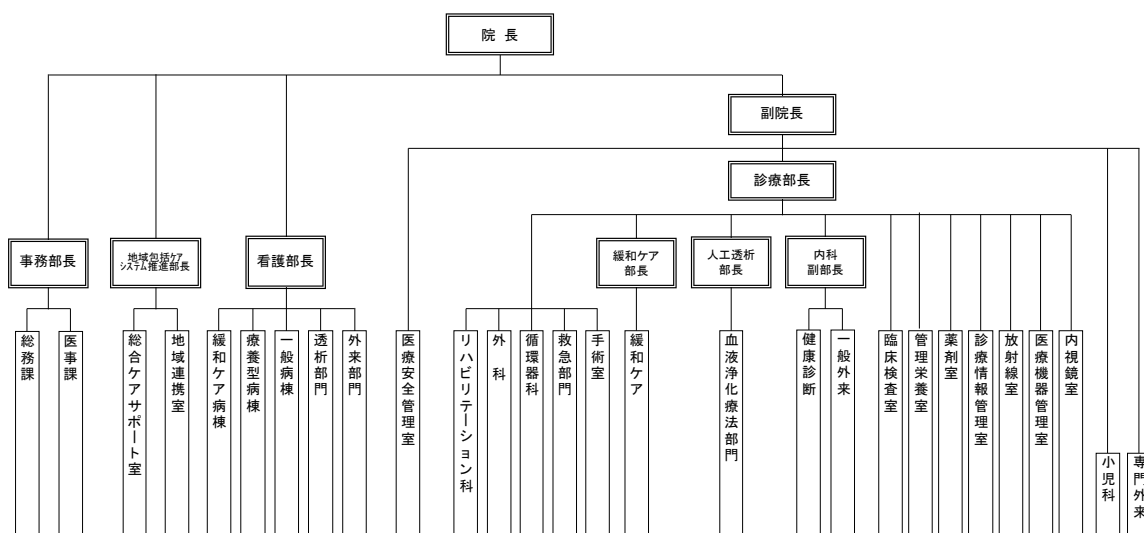 院 長
副院長
診療部長
事務部長
地域包括ケア
システム推進部長
看護部長
緩和ケア
部長
人工透析
部長
内科
副部長
総務課
医事課
総合ケアサポート室
地域連携室
緩和ケア病棟
療養型病棟
一般病棟
透析部門
外来部門
医療安全管理室
リハビリテーション科
外 科
循環器科
救急部門
手術室
緩和ケア
血液浄化療法部門
健康診断
一般外来
臨床検査室
管理栄養室
薬剤室
診療情報管理室
放射線室
医療機器管理室
内視鏡室
小児科
専門外来